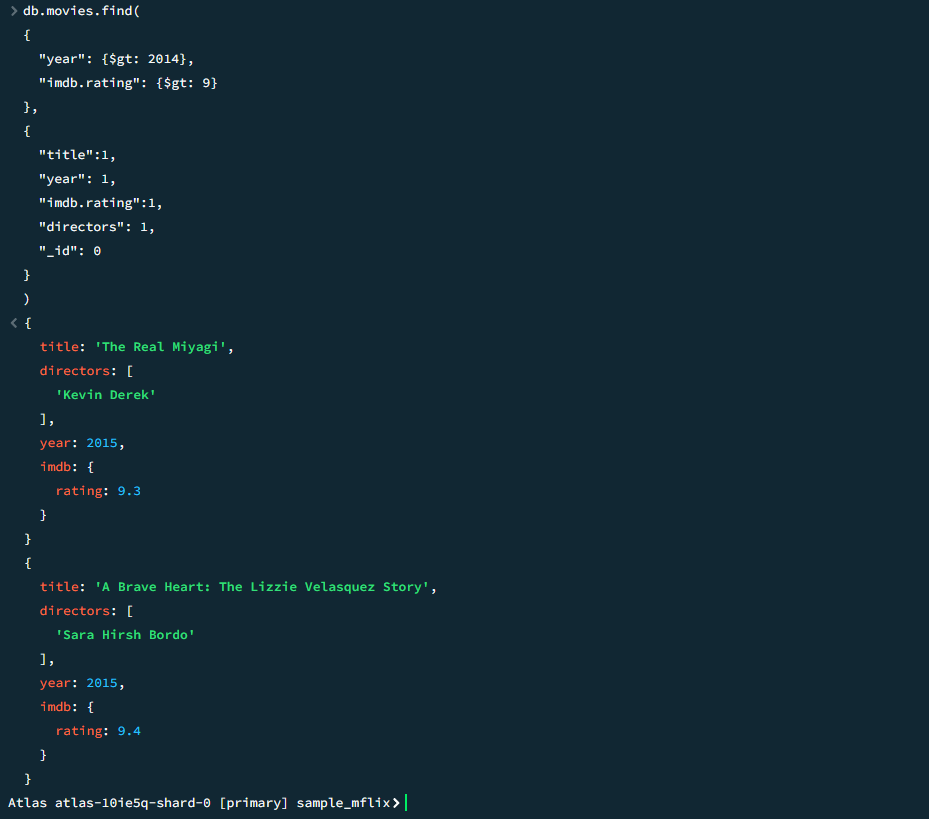 > db.movies.find(
{
"year": {$gt: 2014},
"imdb.rating": {$gt: 9}
},
{
"title":1,
"year": 1,
"imdb.rating":1,
"directors": 1,
"_id": 0
}
)
< {
title: 'The Real Miyagi',
directors: [
'Kevin Derek'
],
year: 2015,
imdb: {
rating: 9.3
}
}
{
title: 'A Brave Heart: The Lizzie Velasquez Story',
directors: [
'Sara Hirsh Bordo'
],
year: 2015,
imdb: {
rating: 9.4
}
}
Atlas atlas-10ie5q-shard-0 [primary] sample_mflix>